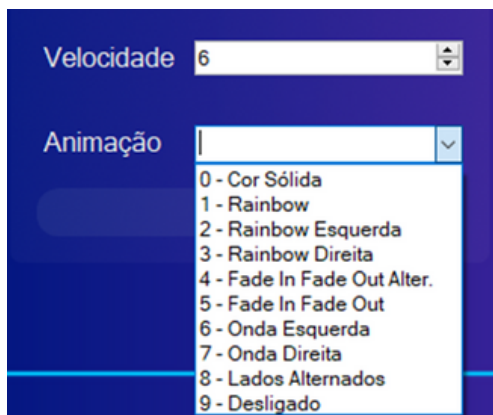 Velocidade 6
Animação
0 - Cor Sólida
1 - Rainbow
2 - Rainbow Esquerda
3 - Rainbow Direita
4 - Fade In Fade Out Alter.
5 - Fade In Fade Out
6 - Onda Esquerda
7 - Onda Direita
8 - Lados Alternados
9 - Desligado